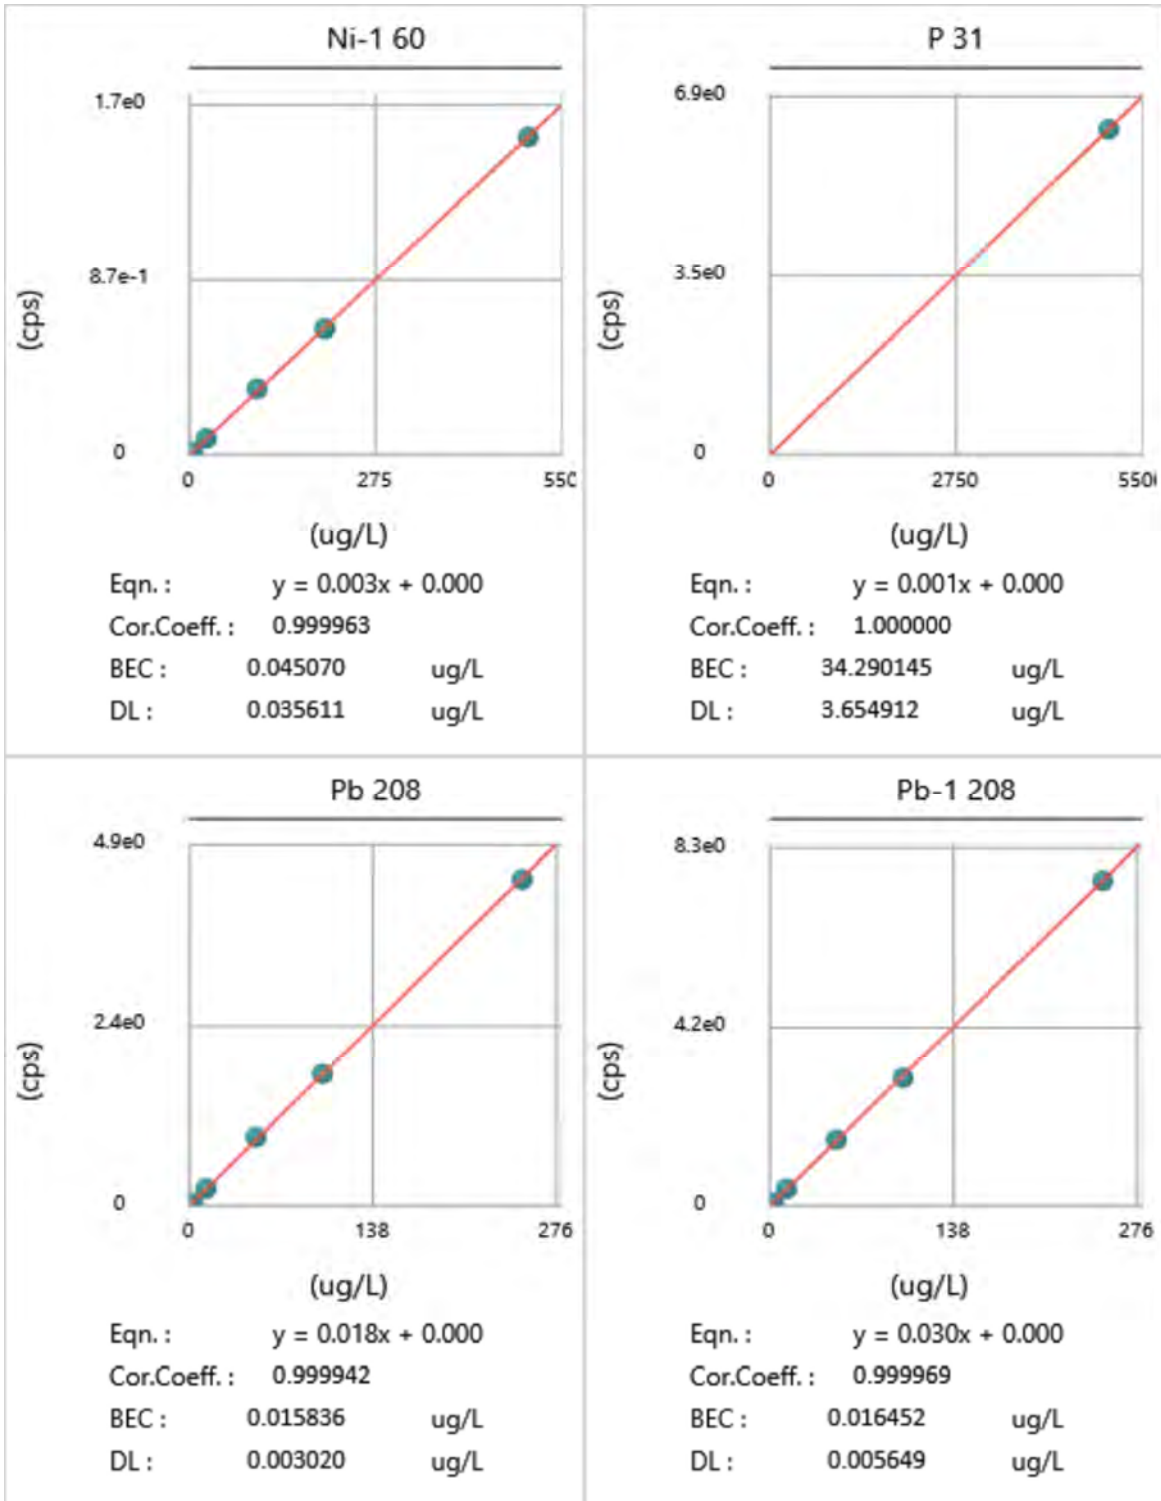 Ni-1 60
1.7e0
8.7e-1
0
(cps)
0 275 550
(ug/L)
Eqn. : y = 0.003x + 0.000
Cor.Coeff. : 0.999963
BEC : 0.045070 ug/L
DL : 0.035611 ug/L
P 31
6.9e0
3.5e0
0
(cps)
0 2750 550
(ug/L)
Eqn. : y = 0.001x + 0.000
Cor.Coeff. : 1.000000
BEC : 34.290145 ug/L
DL : 3.654912 ug/L
Pb 208
4.9e0
2.4e0
0
(cps)
0 138 276
(ug/L)
Eqn. : y = 0.018x + 0.000
Cor.Coeff. : 0.999942
BEC : 0.015836 ug/L
DL : 0.003020 ug/L
Pb-1 208
8.3e0
4.2e0
0
(cps)
0 138 276
(ug/L)
Eqn. : y = 0.030x + 0.000
Cor.Coeff. : 0.999969
BEC : 0.016452 ug/L
DL : 0.005649 ug/L